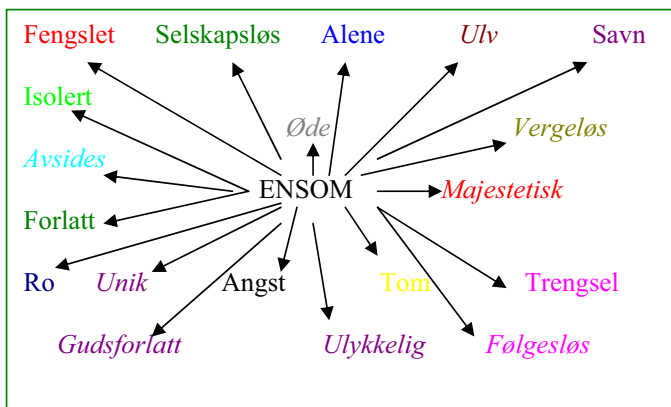 Fengslet Selskapsløs Alene Ulv Savn
Isolert
Øde Vergeløs
Avsides
ENSOM Majestetisk
Forlatt
Ro Unik Angst Tom Trengsel
Gudsforlatt Ulykkelig Følgesløs